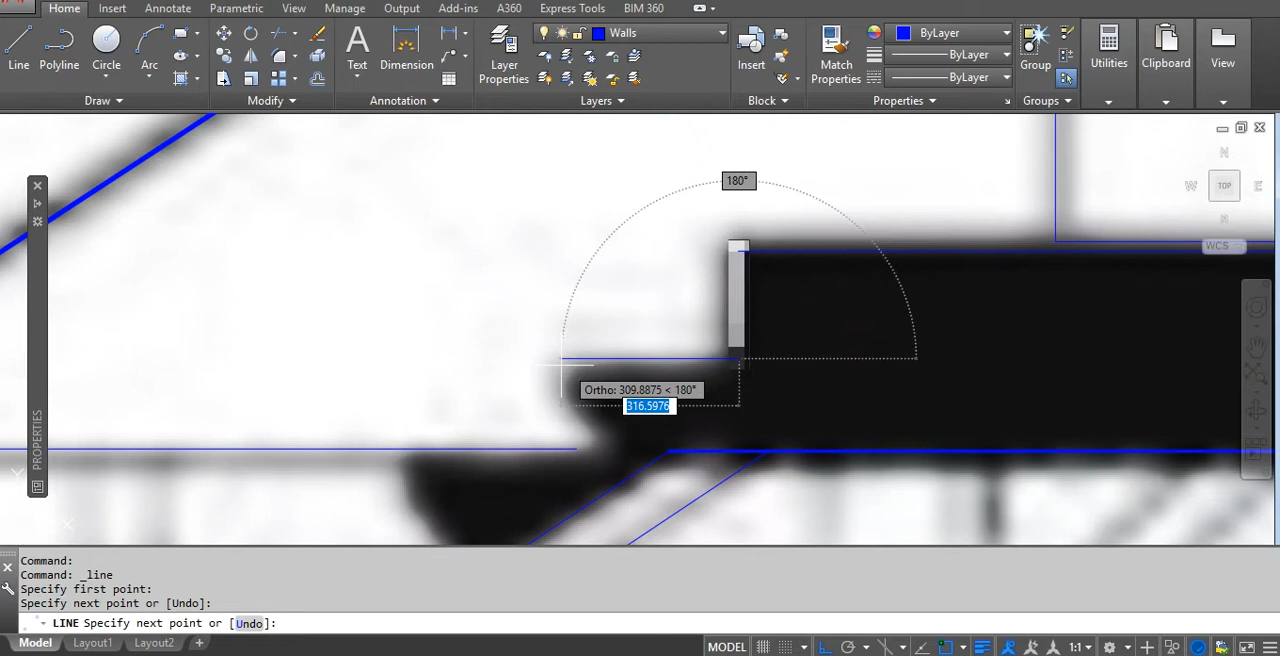 Home Insert Annotate Parametric View Manage Output Add-ins A360 Express Tools BIM 360
Line Polyline Circle Arc
Text Dimension
Layer Properties
Walls
Insert
Match Properties
ByLayer
ByLayer
ByLayer
Group
Utilities
Clipboard
View
Draw Modify Annotation Layers Block Properties Groups
180°
N
W TOP E
WCS
Ortho: 309.8875 < 180°
316.5976
PROPERTIES
Command:
Command: _line
Specify first point:
Specify next point or [Undo]:
LINE Specify next point or [Undo]:
Model Layout1 Layout2 +
MODEL 1:1